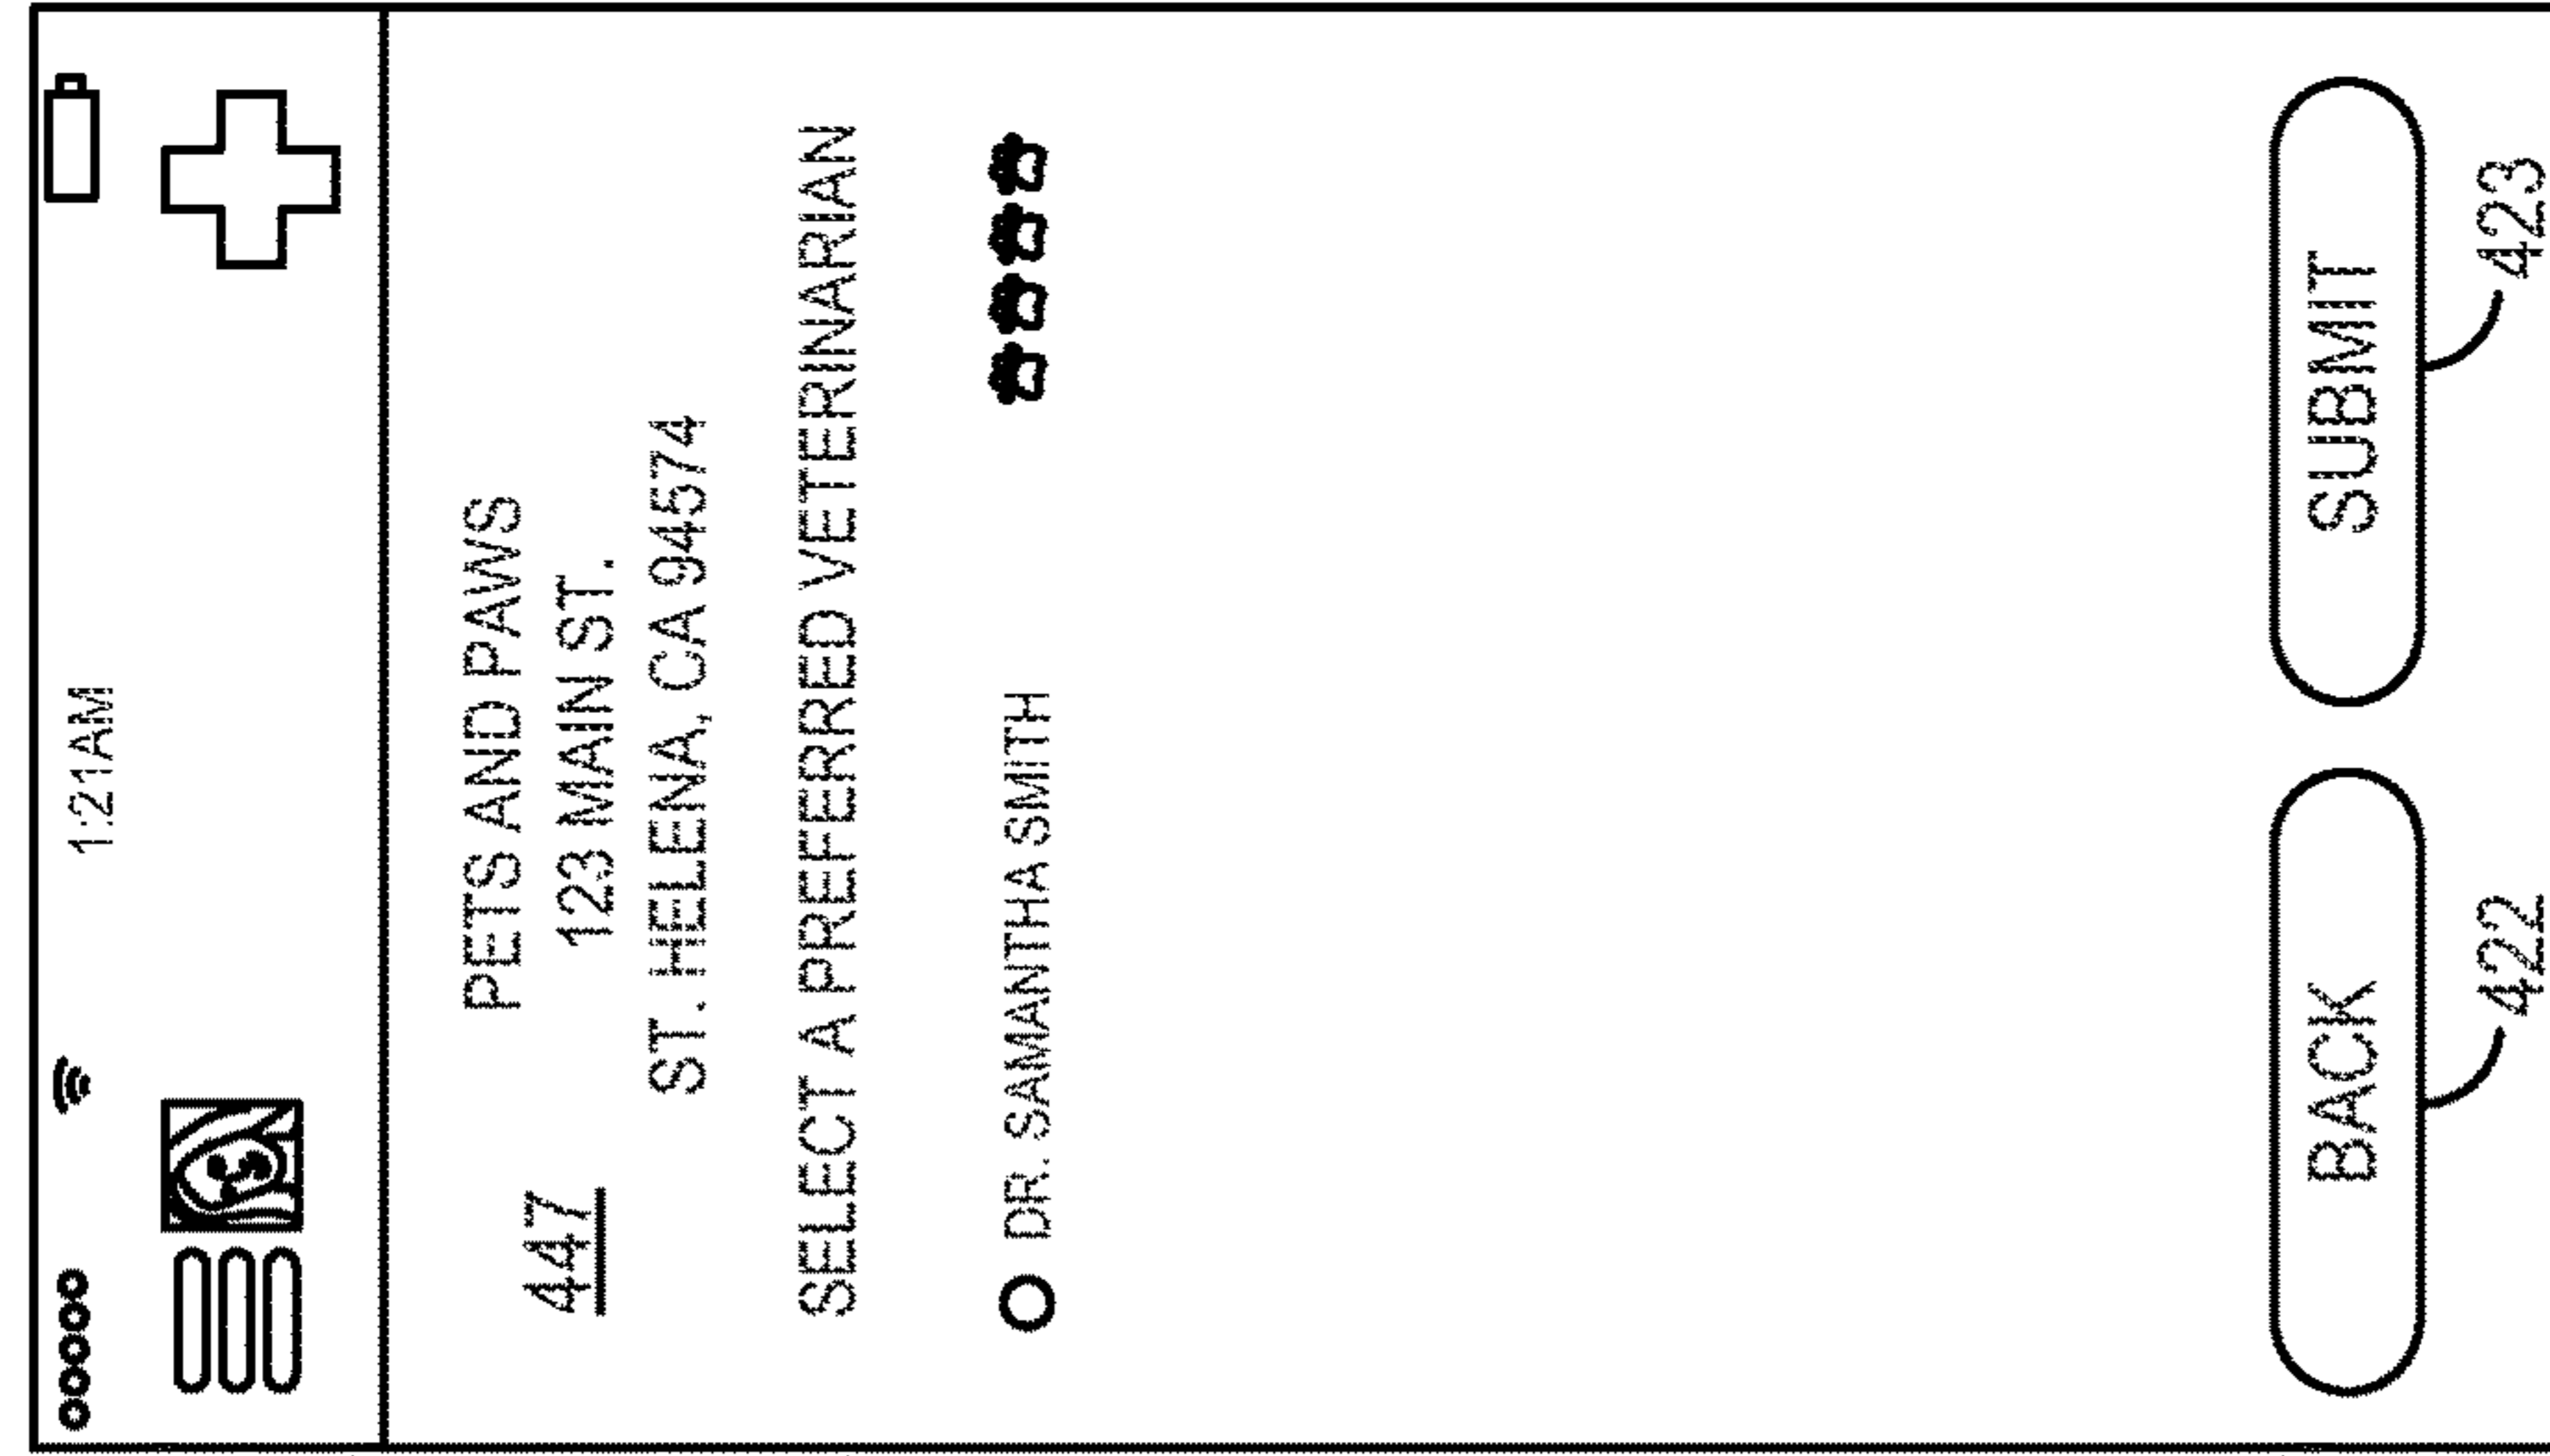 1:21AM
PETS AND PAWS
447
123 MAIN ST.
ST. HELENA, CA 94574
SELECT A PREFERRED VETERINARIAN
DR. SAMANTHA SMITH
BACK
SUBMIT
422
423